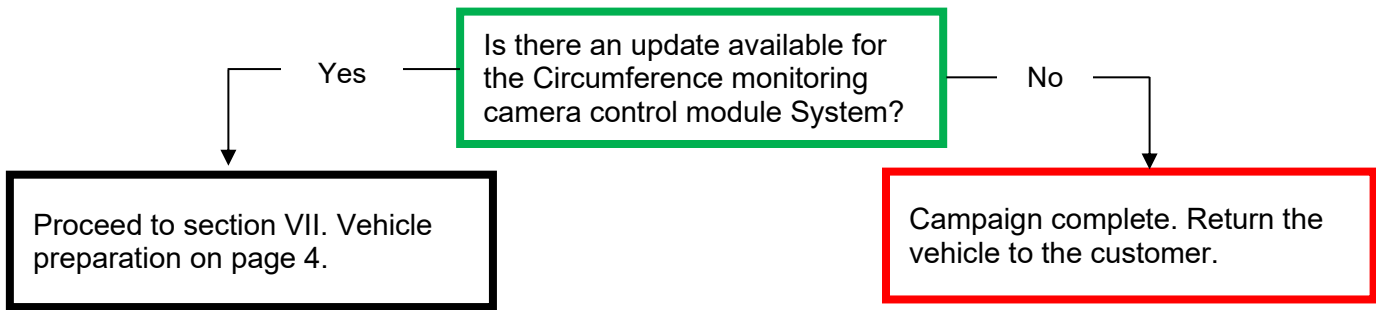 Is there an update available for
the Circumference monitoring
camera control module System?
Yes
No
Proceed to section VII. Vehicle
preparation on page 4.
Campaign complete. Return the
vehicle to the customer.